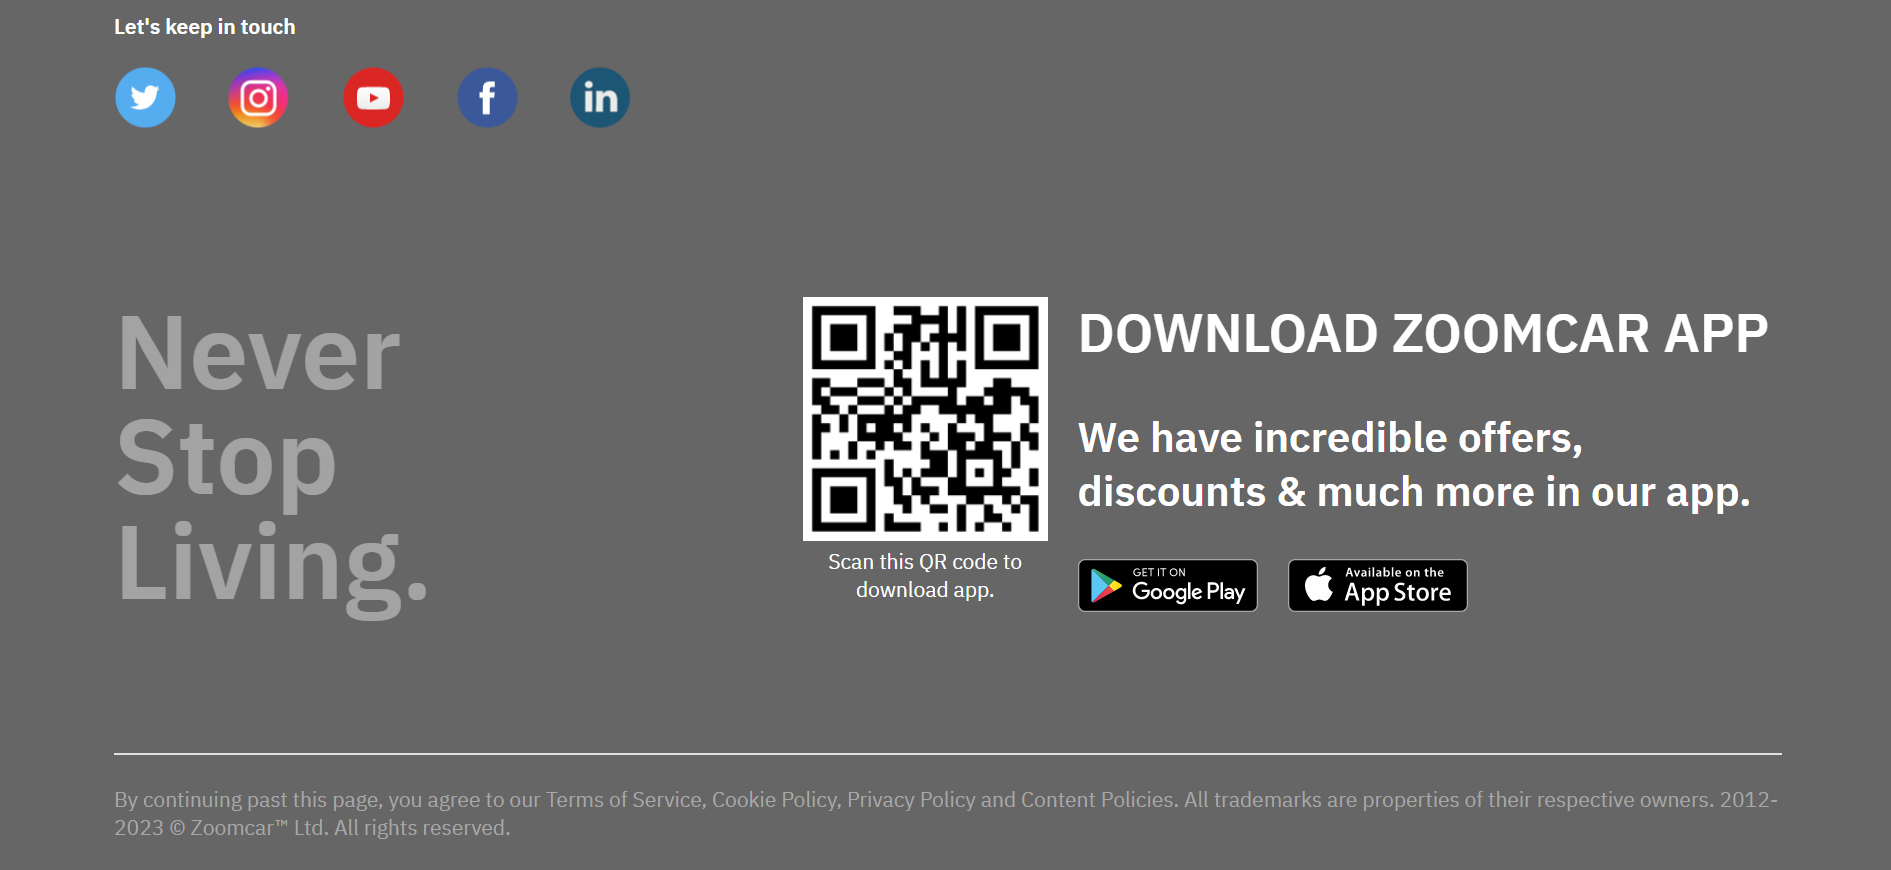 Let's keep in touch
Never
Stop
Living.
Scan this QR code to
download app.
DOWNLOAD ZOOMCAR APP
We have incredible offers,
discounts & much more in our app.
GET IT ON
Google Play
Available on the
App Store
By continuing past this page, you agree to our Terms of Service, Cookie Policy, Privacy Policy and Content Policies. All trademarks are properties of their respective owners. 2012-
2023 © Zoomcar™ Ltd. All rights reserved.